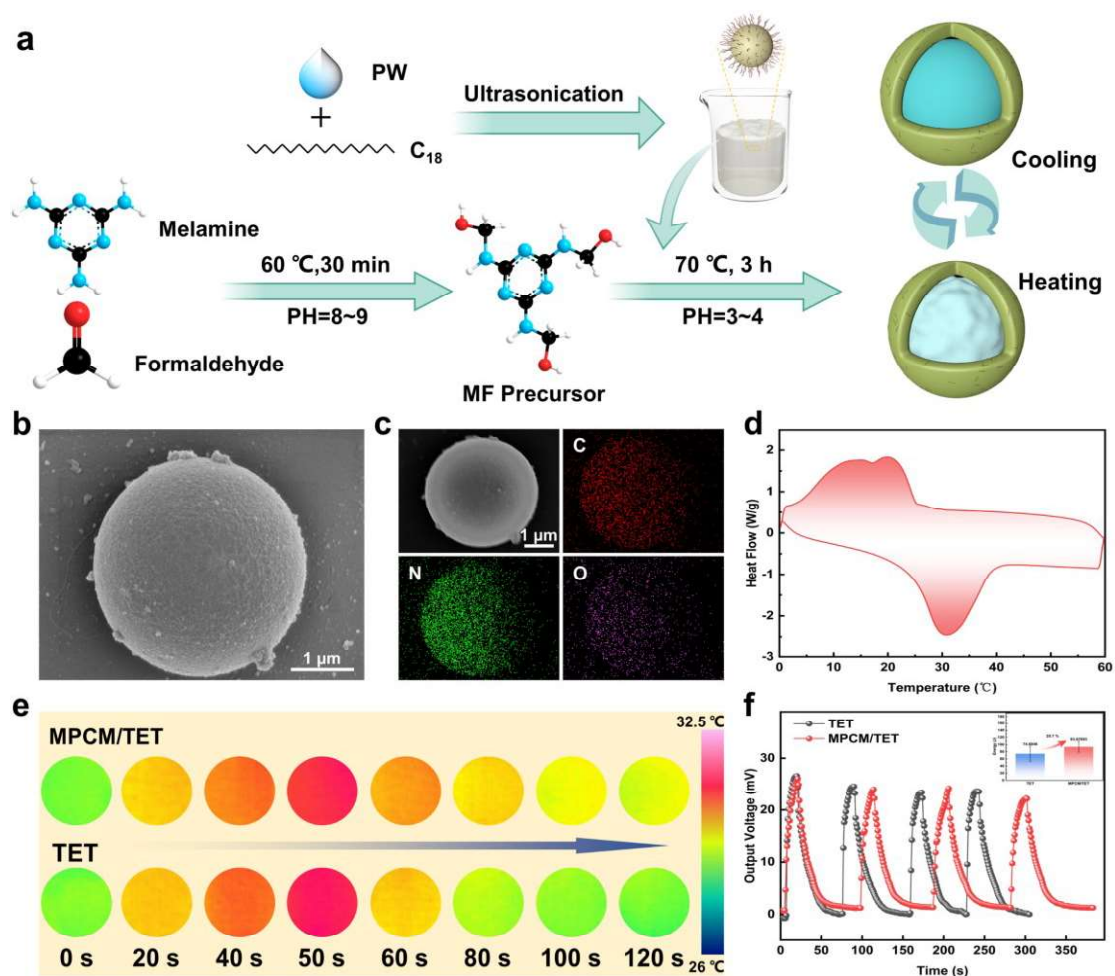 a
PW
+
C18
Ultrasonication
Cooling
Heating
Melamine
Formaldehyde
60 ℃,30 min
PH=8~9
MF Precursor
70 ℃, 3 h
PH=3~4
b
1 μm
c
1 μm
C
N
O
d
Heat Flow (W/g)
2
1
0
-1
-2
-3
0 10 20 30 40 50 60
Temperature (℃)
e
MPCM/TET
TET
0 s 20 s 40 s 50 s 60 s 80 s 100 s 120 s
32.5 ℃
26 ℃
f
TET
MPCM/TET
Output Voltage (mV)
30
20
10
0
0 50 100 150 200 250 300 350
Time (s)
TET
MPCM/TET